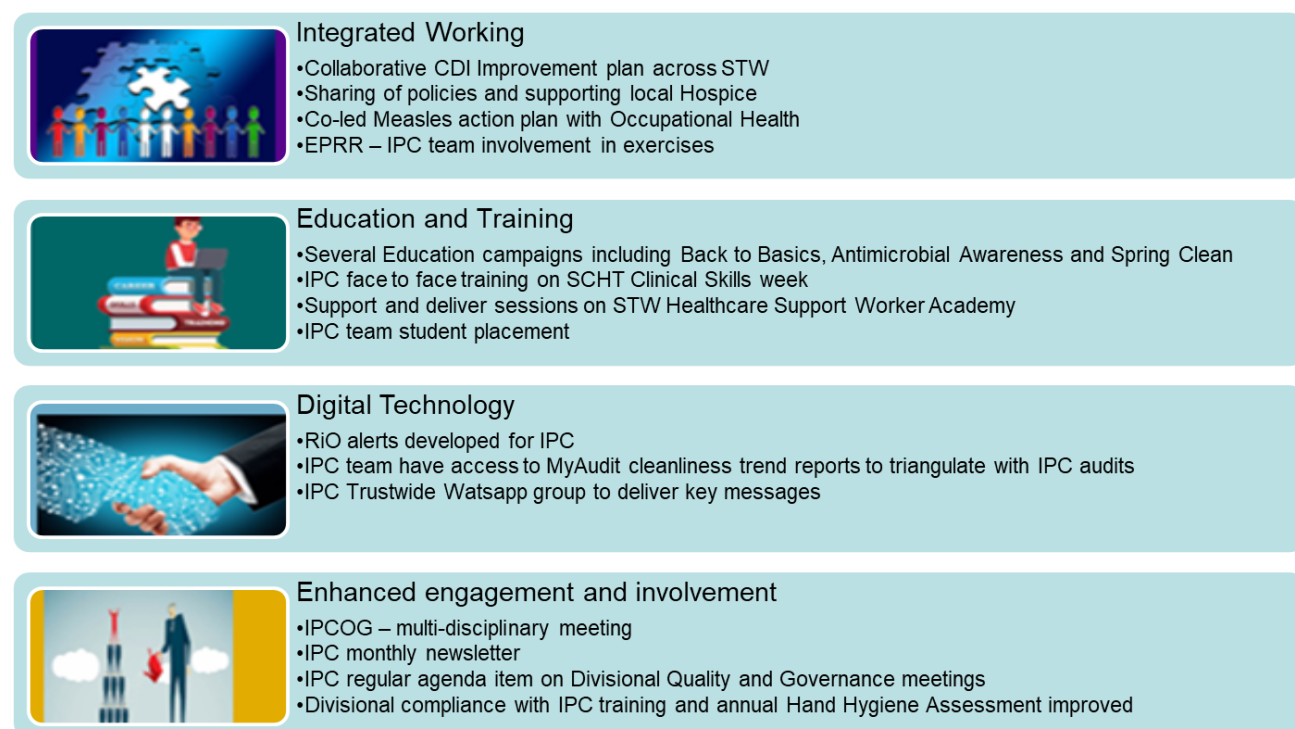 Integrated Working
•Collaborative CDI Improvement plan across STW
•Sharing of policies and supporting local Hospice
•Co-led Measles action plan with Occupational Health
•EPRR – IPC team involvement in exercises
Education and Training
•Several Education campaigns including Back to Basics, Antimicrobial Awareness and Spring Clean
•IPC face to face training on SCHT Clinical Skills week
•Support and deliver sessions on STW Healthcare Support Worker Academy
•IPC team student placement
CAREER
SKILLS
TRAINING
Digital Technology
•RiO alerts developed for IPC
•IPC team have access to MyAudit cleanliness trend reports to triangulate with IPC audits
•IPC Trustwide Watsapp group to deliver key messages
Enhanced engagement and involvement
•IPCOG – multi-disciplinary meeting
•IPC monthly newsletter
•IPC regular agenda item on Divisional Quality and Governance meetings
•Divisional compliance with IPC training and annual Hand Hygiene Assessment improved